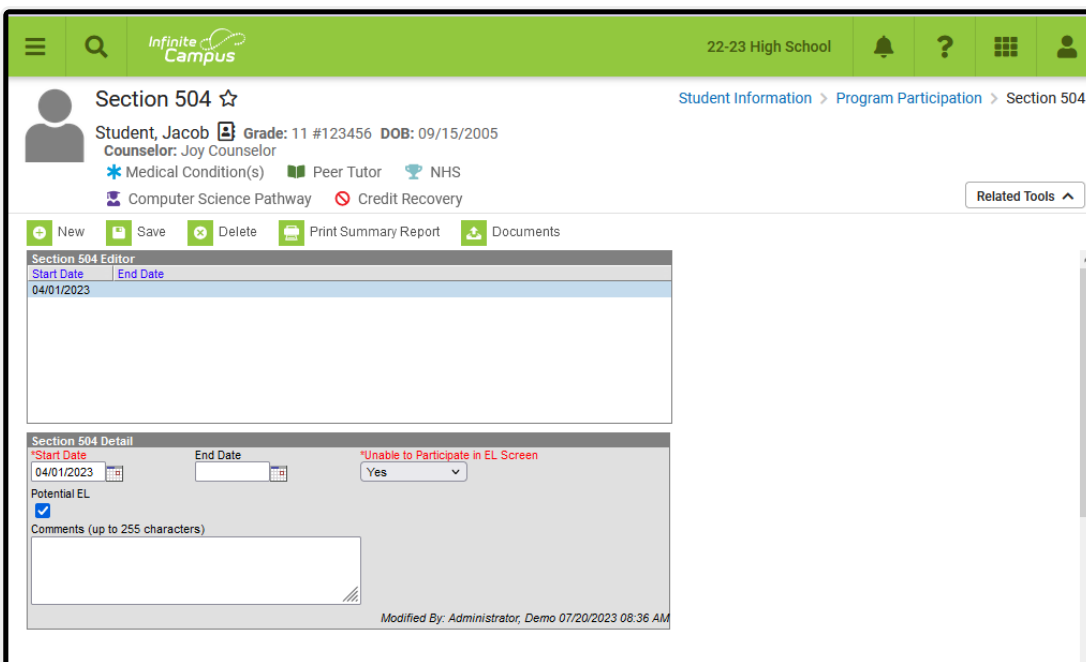 Infinite Campus
22-23 High School
?
Section 504
Student Information > Program Participation > Section 504
Student, Jacob Grade: 11 #123456 DOB: 09/15/2005
Counselor: Joy Counselor
Medical Condition(s) Peer Tutor NHS
Computer Science Pathway Credit Recovery
Related Tools
New Save Delete Print Summary Report Documents
Section 504 Editor
Start Date End Date
04/01/2023
Section 504 Detail
*Start Date End Date *Unable to Participate in EL Screen
04/01/2023 Yes
Potential EL
Comments (up to 255 characters)
Modified By: Administrator, Demo 07/20/2023 08:36 AM